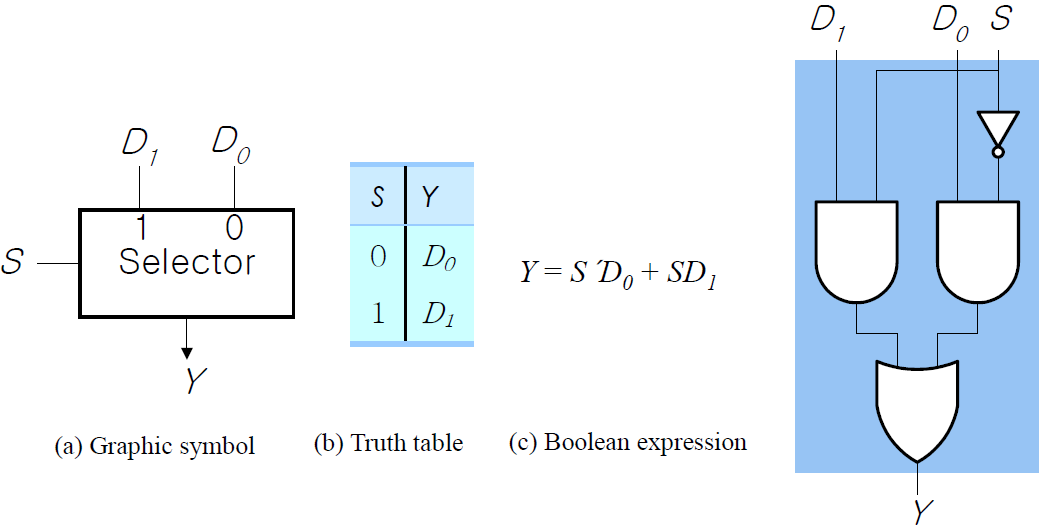 D1 D0
1 0
S Selector
Y
(a) Graphic symbol
S Y
0 D0
1 D1
(b) Truth table
Y = S ´D0 + SD1
(c) Boolean expression
D1 D0 S
Y